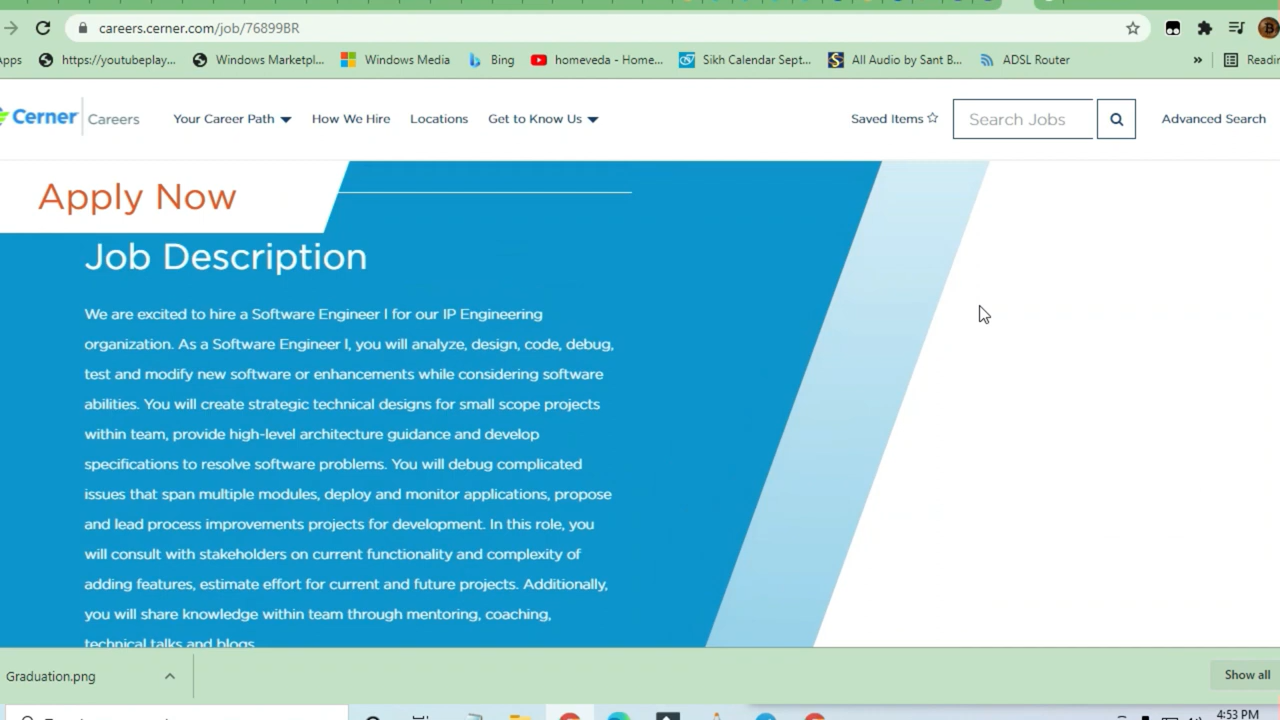 careers.cerner.com/job/76899BR
pps https://youtubeplay... Windows Marketpl... Windows Media Bing homeveda - Home... Sikh Calendar Sept... All Audio by Sant B... ADSL Router » Readin
Cerner Careers Your Career Path How We Hire Locations Get to Know Us Saved Items Search Jobs Advanced Search
Apply Now
Job Description
We are excited to hire a Software Engineer I for our IP Engineering
organization. As a Software Engineer I, you will analyze, design, code, debug,
test and modify new software or enhancements while considering software
abilities. You will create strategic technical designs for small scope projects
within team, provide high-level architecture guidance and develop
specifications to resolve software problems. You will debug complicated
issues that span multiple modules, deploy and monitor applications, propose
and lead process improvements projects for development. In this role, you
will consult with stakeholders on current functionality and complexity of
adding features, estimate effort for current and future projects. Additionally,
you will share knowledge within team through mentoring, coaching,
technical talks and blogs.
Graduation.png Show all
4:53 PM